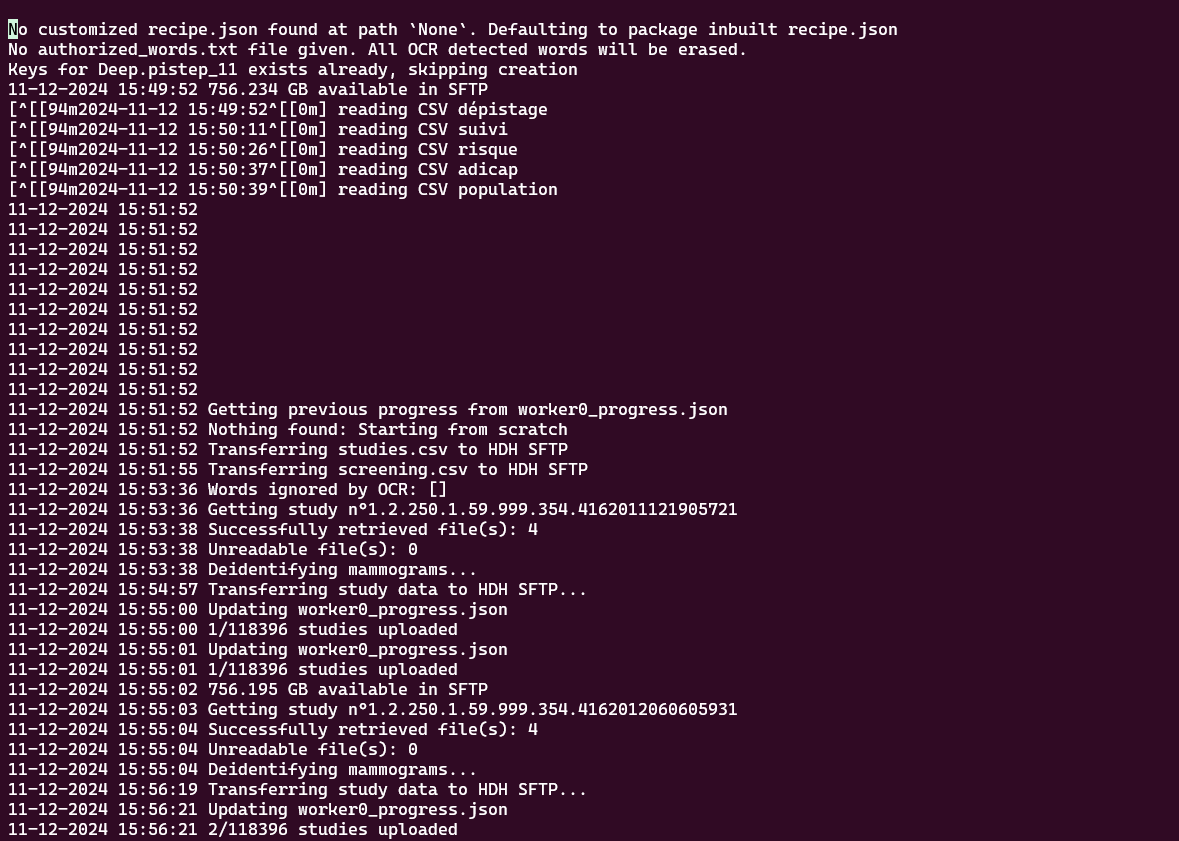 No customized recipe.json found at path `None`. Defaulting to package inbuilt recipe.json
No authorized_words.txt file given. All OCR detected words will be erased.
Keys for Deep.pistep_11 exists already, skipping creation
11-12-2024 15:49:52 756.234 GB available in SFTP
[^[[94m2024-11-12 15:49:52^[[0m] reading CSV dépistage
[^[[94m2024-11-12 15:50:11^[[0m] reading CSV suivi
[^[[94m2024-11-12 15:50:26^[[0m] reading CSV risque
[^[[94m2024-11-12 15:50:37^[[0m] reading CSV adicap
[^[[94m2024-11-12 15:50:39^[[0m] reading CSV population
11-12-2024 15:51:52
11-12-2024 15:51:52
11-12-2024 15:51:52
11-12-2024 15:51:52
11-12-2024 15:51:52
11-12-2024 15:51:52
11-12-2024 15:51:52
11-12-2024 15:51:52
11-12-2024 15:51:52
11-12-2024 15:51:52
11-12-2024 15:51:52 Getting previous progress from worker0_progress.json
11-12-2024 15:51:52 Nothing found: Starting from scratch
11-12-2024 15:51:52 Transferring studies.csv to HDH SFTP
11-12-2024 15:51:55 Transferring screening.csv to HDH SFTP
11-12-2024 15:53:36 Words ignored by OCR: []
11-12-2024 15:53:36 Getting study n°1.2.250.1.59.999.354.4162011121905721
11-12-2024 15:53:38 Successfully retrieved file(s): 4
11-12-2024 15:53:38 Unreadable file(s): 0
11-12-2024 15:53:38 Deidentifying mammograms...
11-12-2024 15:54:57 Transferring study data to HDH SFTP...
11-12-2024 15:55:00 Updating worker0_progress.json
11-12-2024 15:55:00 1/118396 studies uploaded
11-12-2024 15:55:01 Updating worker0_progress.json
11-12-2024 15:55:01 1/118396 studies uploaded
11-12-2024 15:55:02 756.195 GB available in SFTP
11-12-2024 15:55:03 Getting study n°1.2.250.1.59.999.354.4162012060605931
11-12-2024 15:55:04 Successfully retrieved file(s): 4
11-12-2024 15:55:04 Unreadable file(s): 0
11-12-2024 15:55:04 Deidentifying mammograms...
11-12-2024 15:56:19 Transferring study data to HDH SFTP...
11-12-2024 15:56:21 Updating worker0_progress.json
11-12-2024 15:56:21 2/118396 studies uploaded